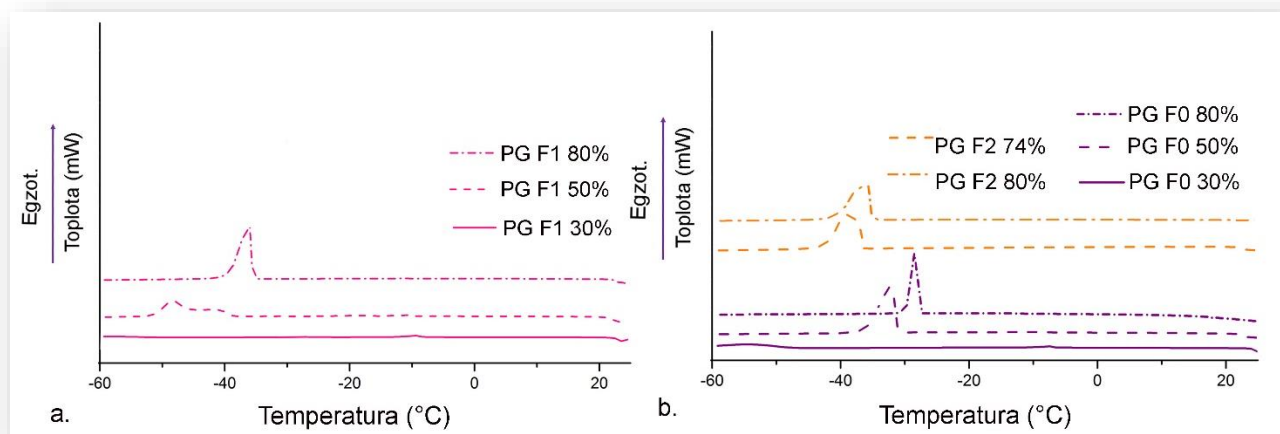 Egzot.
Toplota (mW)
PG F1 80%
PG F1 50%
PG F1 30%
-60
-40
-20
0
20
a.
Temperatura (°C)
Egzot.
Toplota (mW)
PG F2 74%
PG F2 80%
PG F0 80%
PG F0 50%
PG F0 30%
-60
-40
-20
0
20
b.
Temperatura (°C)